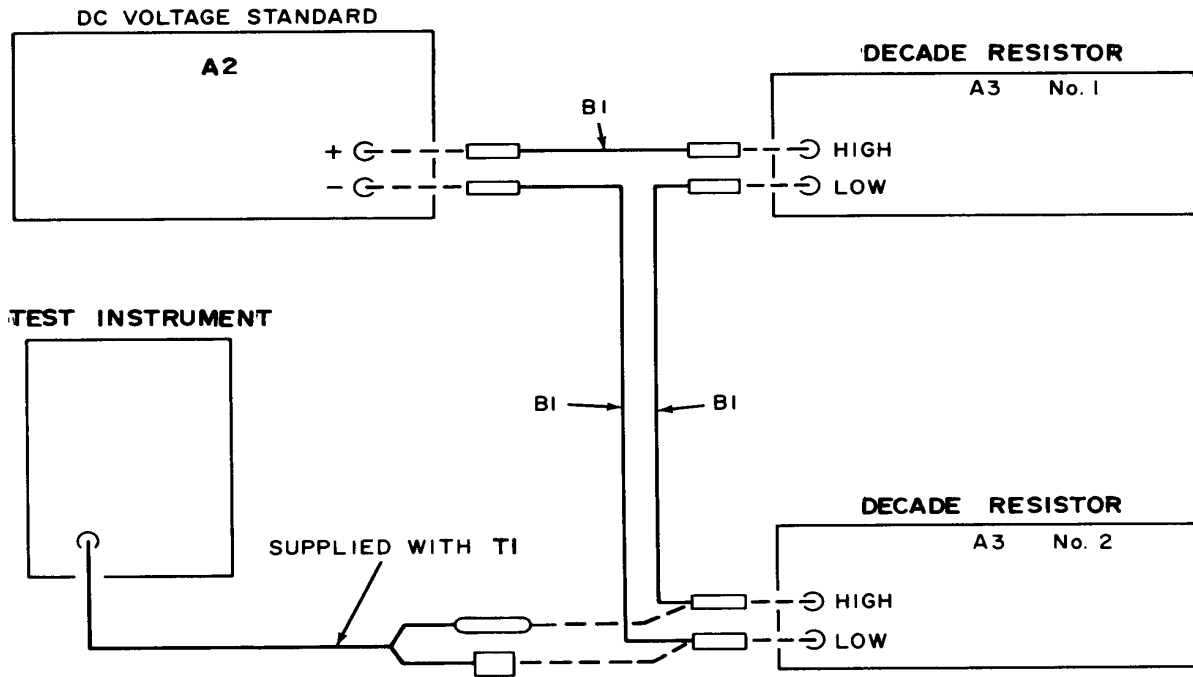 DC VOLTAGE STANDARD
A2
+
-
B1
DECADE RESISTOR
A3 No. 1
HIGH
LOW
TEST INSTRUMENT
B1
B1
SUPPLIED WITH T1
DECADE RESISTOR
A3 No. 2
HIGH
LOW